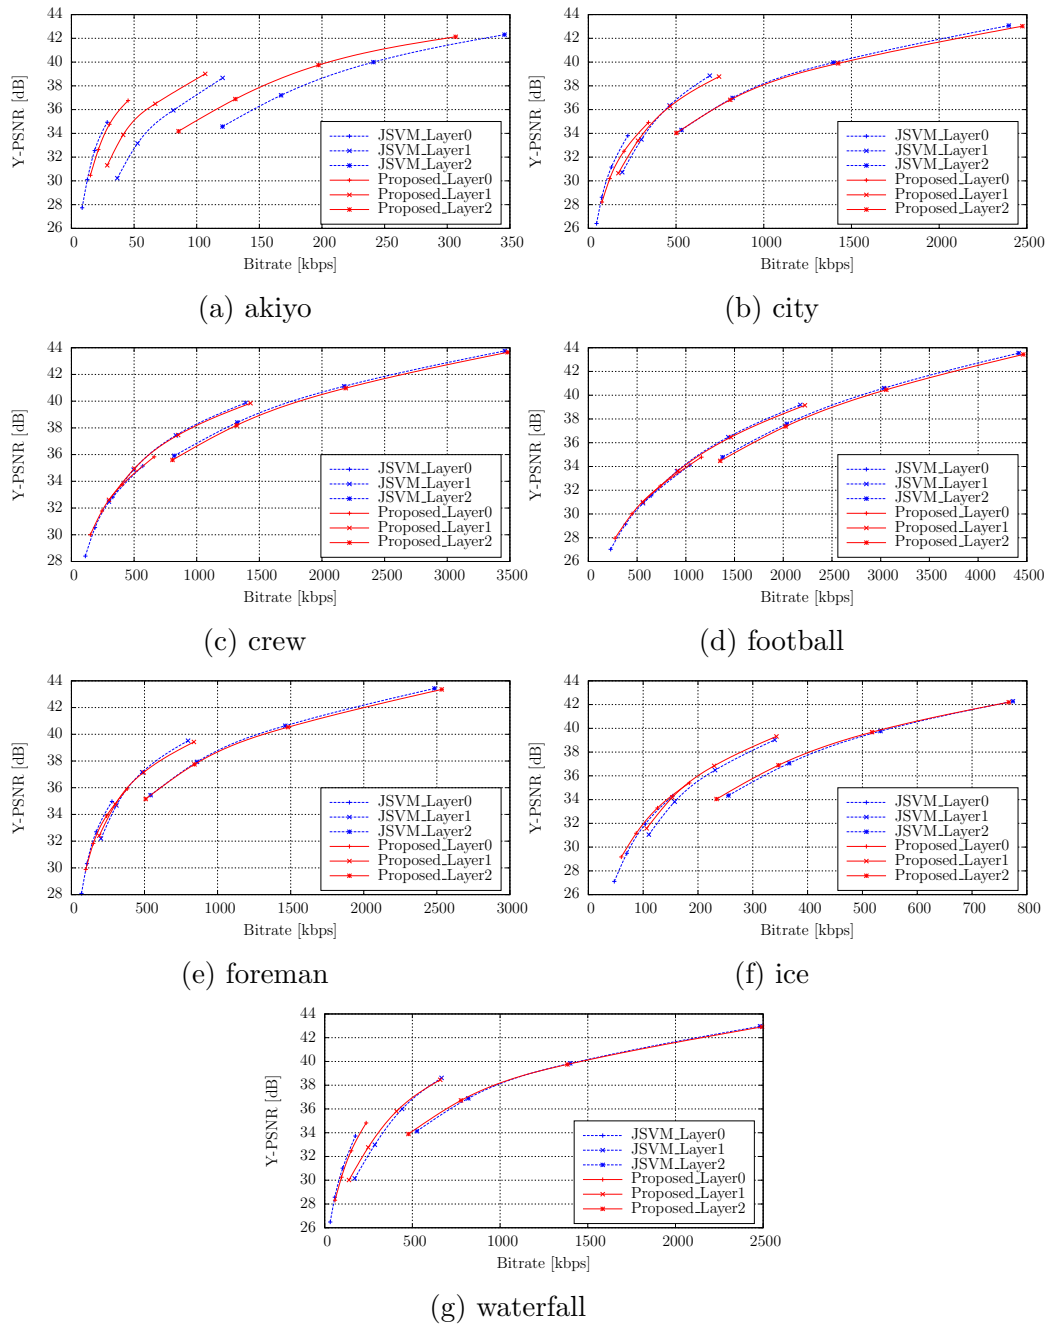 44
42
40
38
36
34
32
30
28
26
Y-PSNR [dB]
0 50 100 150 200 250 300 350
Bitrate [kbps]
JSVM_Layer0
JSVM_Layer1
JSVM_Layer2
Proposed_Layer0
Proposed_Layer1
Proposed_Layer2
(a) akiyo
44
42
40
38
36
34
32
30
28
26
Y-PSNR [dB]
0 500 1000 1500 2000 2500
Bitrate [kbps]
JSVM_Layer0
JSVM_Layer1
JSVM_Layer2
Proposed_Layer0
Proposed_Layer1
Proposed_Layer2
(b) city
44
42
40
38
36
34
32
30
28
Y-PSNR [dB]
0 500 1000 1500 2000 2500 3000 3500
Bitrate [kbps]
JSVM_Layer0
JSVM_Layer1
JSVM_Layer2
Proposed_Layer0
Proposed_Layer1
Proposed_Layer2
(c) crew
44
42
40
38
36
34
32
30
28
26
Y-PSNR [dB]
0 500 1000 1500 2000 2500 3000 3500 4000 4500
Bitrate [kbps]
JSVM_Layer0
JSVM_Layer1
JSVM_Layer2
Proposed_Layer0
Proposed_Layer1
Proposed_Layer2
(d) football
44
42
40
38
36
34
32
30
28
Y-PSNR [dB]
0 500 1000 1500 2000 2500 3000
Bitrate [kbps]
JSVM_Layer0
JSVM_Layer1
JSVM_Layer2
Proposed_Layer0
Proposed_Layer1
Proposed_Layer2
(e) foreman
44
42
40
38
36
34
32
30
28
26
Y-PSNR [dB]
0 100 200 300 400 500 600 700 800
Bitrate [kbps]
JSVM_Layer0
JSVM_Layer1
JSVM_Layer2
Proposed_Layer0
Proposed_Layer1
Proposed_Layer2
(f) ice
44
42
40
38
36
34
32
30
28
26
Y-PSNR [dB]
0 500 1000 1500 2000 2500
Bitrate [kbps]
JSVM_Layer0
JSVM_Layer1
JSVM_Layer2
Proposed_Layer0
Proposed_Layer1
Proposed_Layer2
(g) waterfall